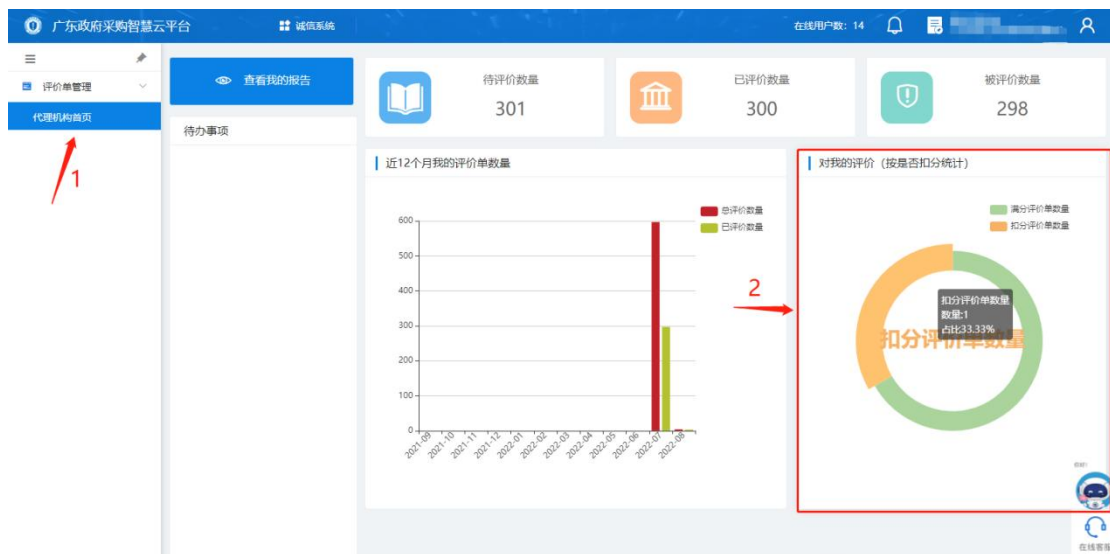 广东政府采购智慧云平台
诚信系统
在线用户数: 14
评价单管理
代理机构首页
1
查看我的报告
待办事项
待评价数量
301
已评价数量
300
被评价数量
298
近12个月我的评价单数量
总评价数量
已评价数量
600
500
400
300
200
100
0
2021-09
2021-10
2021-11
2021-12
2022-01
2022-02
2022-03
2022-04
2022-05
2022-06
2022-07
2022-08
2
对我的评价（按是否扣分统计）
满分评价单数量
扣分评价单数量
扣分评价单数量
数量:1
占比33.33%
扣分评价单数量
在线客服